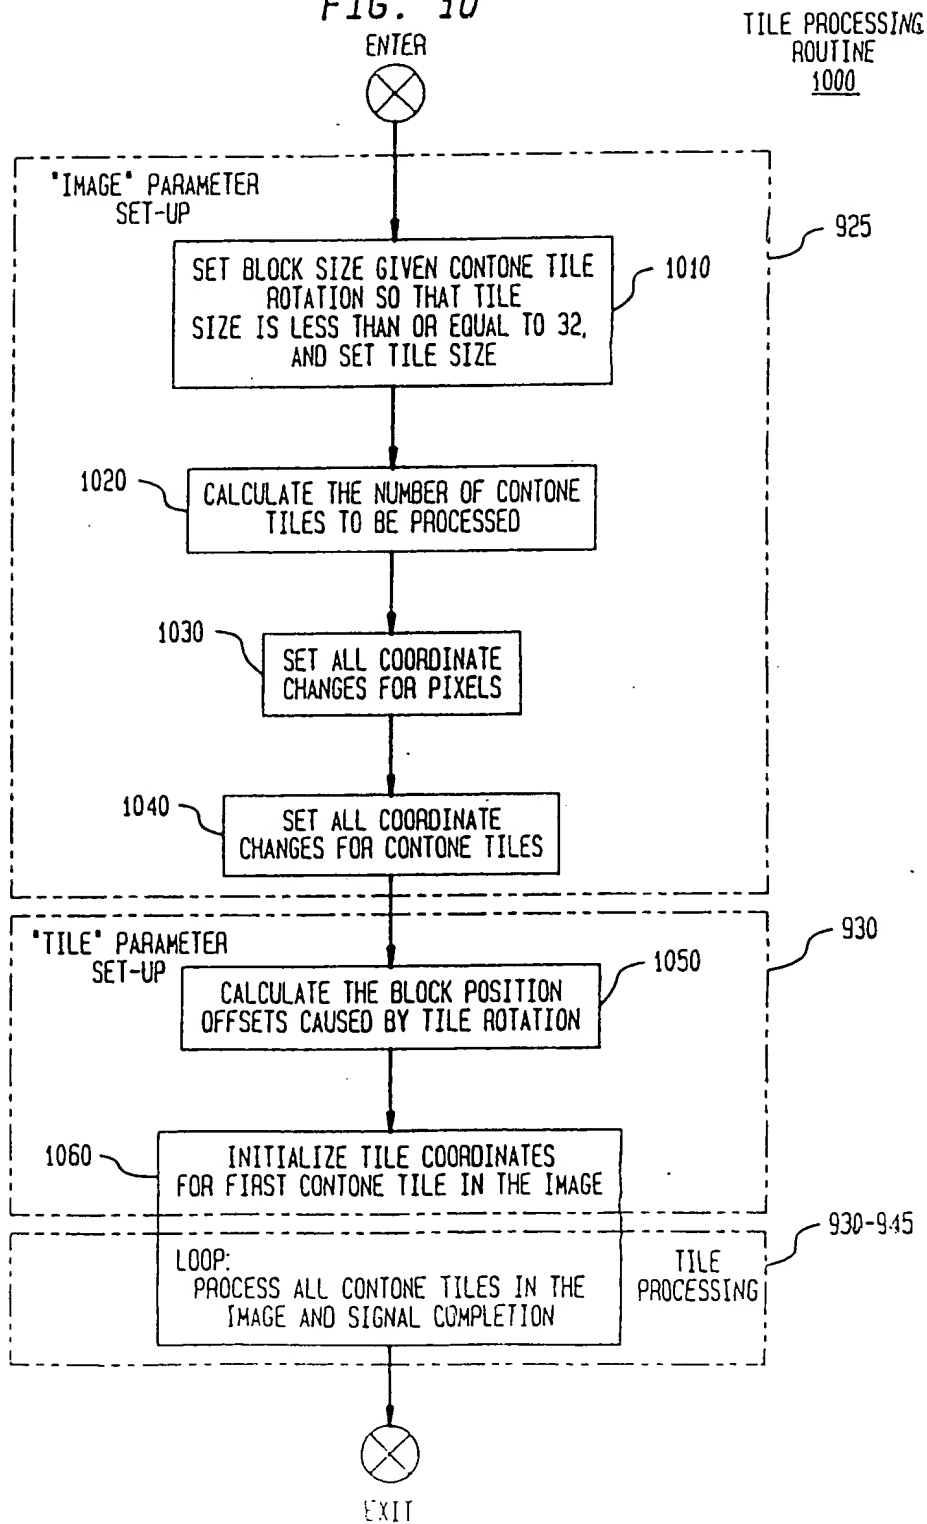 FIG. 10
TILE PROCESSING
ROUTINE
1000
ENTER
"IMAGE" PARAMETER
SET-UP
925
SET BLOCK SIZE GIVEN CONTONE TILE
ROTATION SO THAT TILE
SIZE IS LESS THAN OR EQUAL TO 32,
AND SET TILE SIZE
1010
1020
CALCULATE THE NUMBER OF CONTONE
TILES TO BE PROCESSED
1030
SET ALL COORDINATE
CHANGES FOR PIXELS
1040
SET ALL COORDINATE
CHANGES FOR CONTONE TILES
"TILE" PARAMETER
SET-UP
930
1050
CALCULATE THE BLOCK POSITION
OFFSETS CAUSED BY TILE ROTATION
1060
INITIALIZE TILE COORDINATES
FOR FIRST CONTONE TILE IN THE IMAGE
930-945
LOOP:
PROCESS ALL CONTONE TILES IN THE
IMAGE AND SIGNAL COMPLETION
TILE
PROCESSING
EXIT